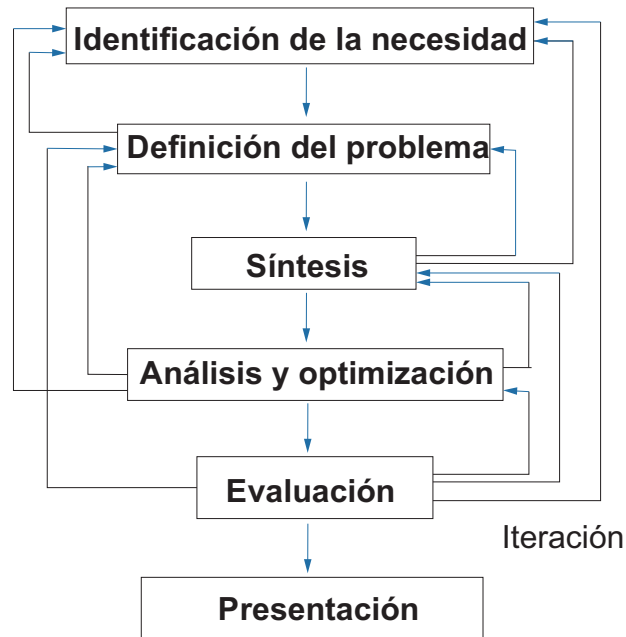 Identificación de la necesidad
Definición del problema
Síntesis
Análisis y optimización
Evaluación
Iteración
Presentación